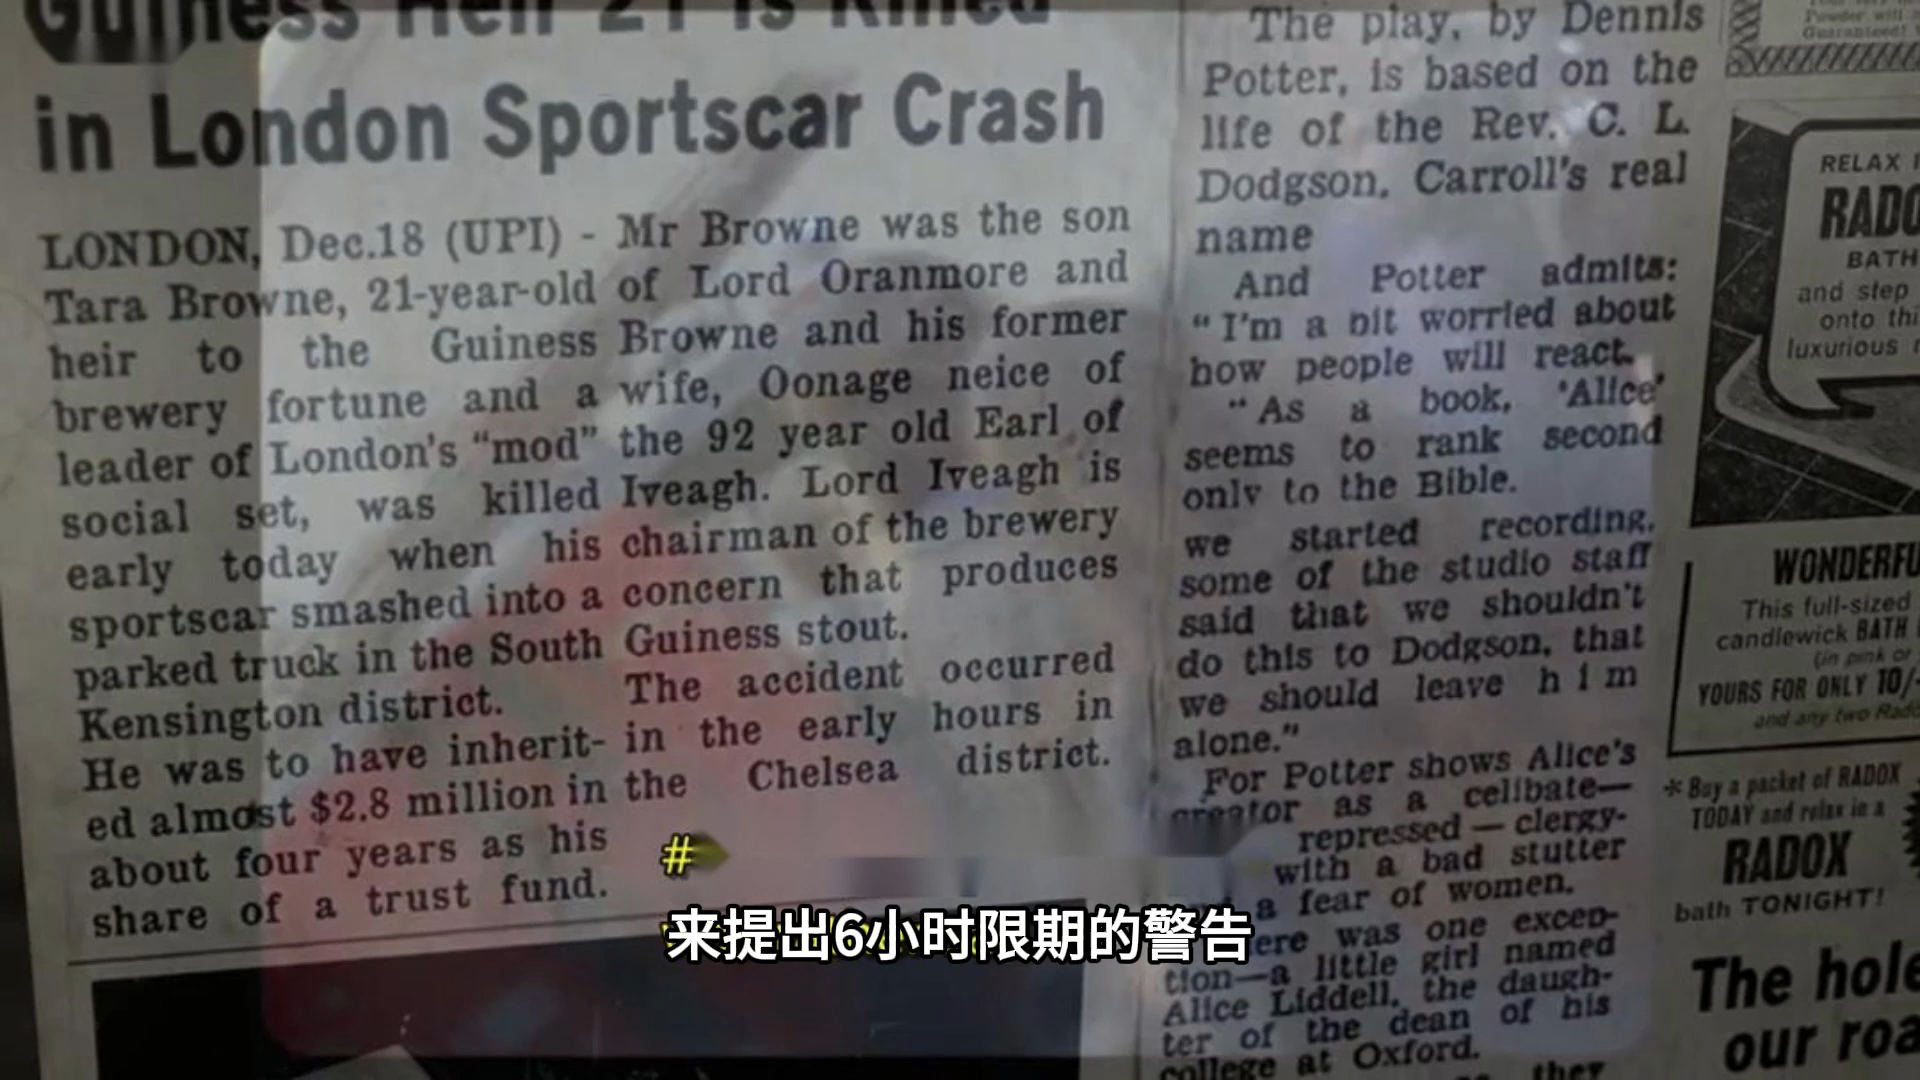 Guiness Heir 21 is Killed
in London Sportscar Crash
LONDON, Dec.18 (UPI) -
Tara Browne, 21-year-old
heir to the Guiness
brewery fortune and a
leader of London's "mod"
social set, was killed
early today when his
sportscar smashed into a
parked truck in the South
Kensington district.
He was to have inherit-
ed almost $2.8 million in
about four years as his
share of a trust fund.
Mr Browne was the son
of Lord Oranmore and
Browne and his former
wife, Oonage neice of
the 92 year old Earl of
Iveagh. Lord Iveagh is
chairman of the brewery
concern that produces
Guiness stout.
The accident occurred
in the early hours in
the Chelsea district.
The play, by Dennis
Potter, is based on the
life of the Rev. C. L.
Dodgson. Carroll's real
name
And Potter admits:
"I'm a bit worried about
how people will react.
"As a book, 'Alice'
seems to rank second
only to the Bible.
we started recording,
some of the studio staff
said that we shouldn't
do this to Dodgson, that
we should leave him
alone."
For Potter shows Alice's
creator as a celibate—
repressed — clergy-
with a bad stutter
a fear of women.
ere was one excep-
tion—a little girl named
Alice Liddell, the daugh-
ter of the dean of his
college at Oxford.
they
Powder will
Guaranteed!
RELAX
RADO
BATH
and step
onto thi
luxurious
WONDERFU
This full-sized
candlewick BATH
(in pink or
YOURS FOR ONLY 10/-
and any two Rado
* Buy a packet of RADOX
TODAY and relax in a
RADOX
bath TONIGHT!
The hole
our roa
#
来提出6小时限期的警告